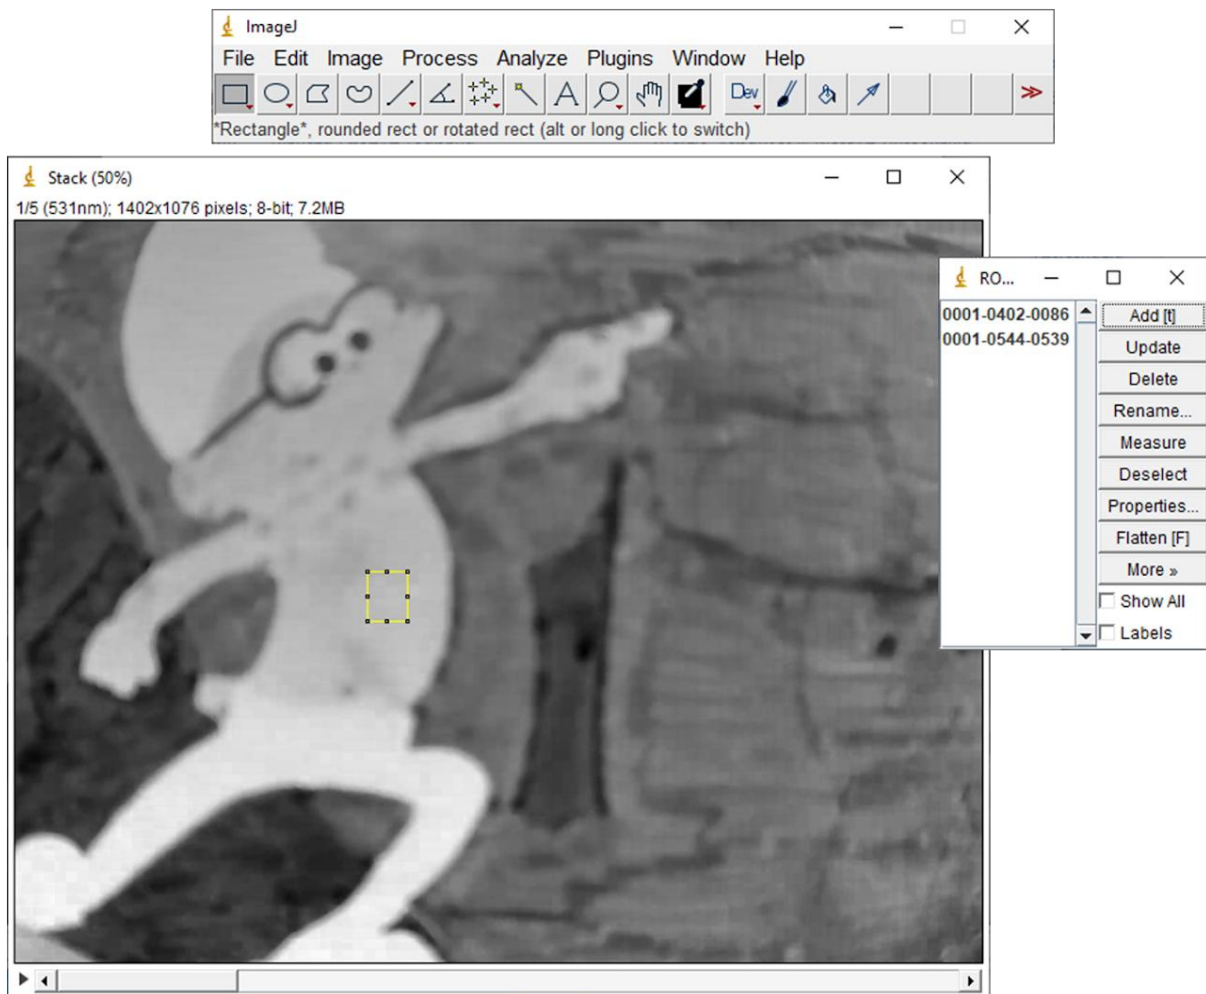 ImageJ
File Edit Image Process Analyze Plugins Window Help
Dev
*Rectangle*, rounded rect or rotated rect (alt or long click to switch)
Stack (50%)
1/5 (531nm); 1402x1076 pixels; 8-bit; 7.2MB
RO...
0001-0402-0086
0001-0544-0539
Add [t]
Update
Delete
Rename...
Measure
Deselect
Properties...
Flatten [F]
More »
Show All
Labels